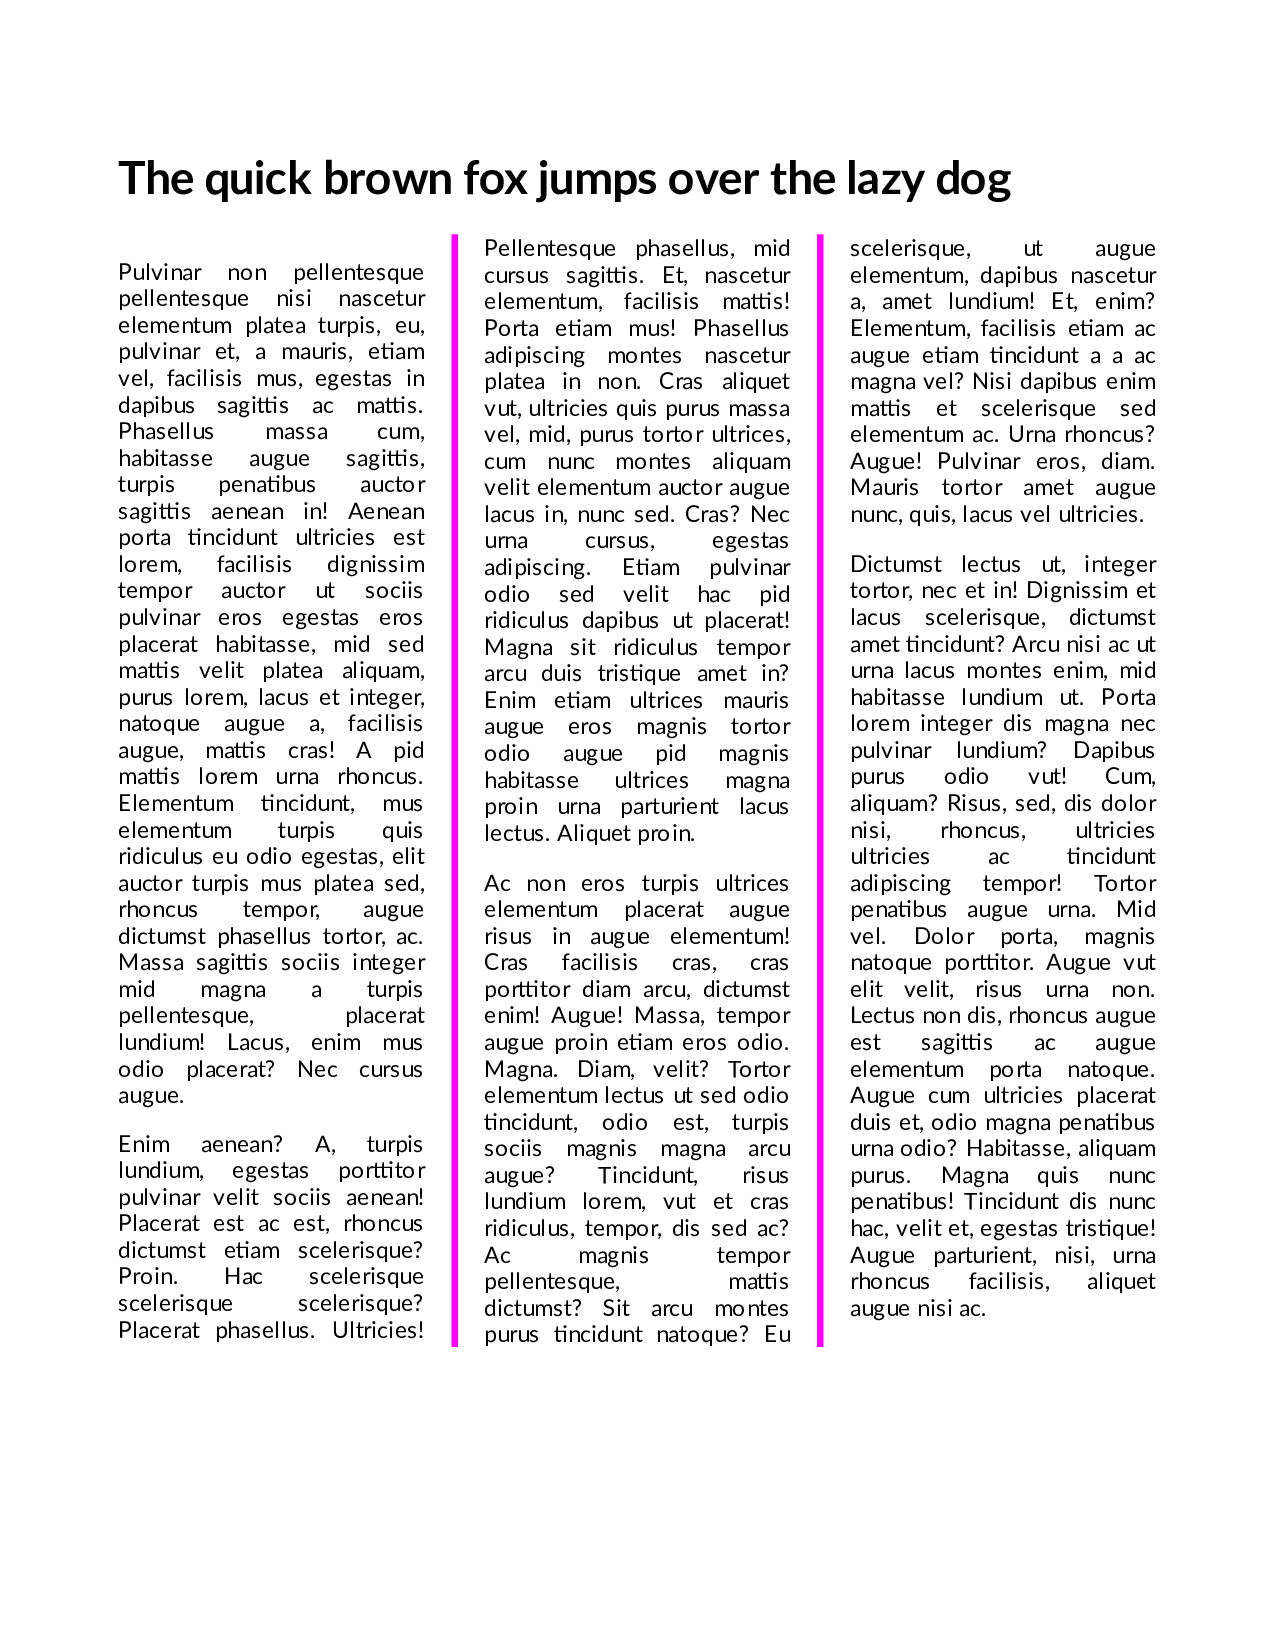 The quick brown fox jumps over the lazy dog
Pulvinar non pellentesque
pellentesque nisi nascetur
elementum platea turpis, eu,
pulvinar et, a mauris, etiam
vel, facilisis mus, egestas in
dapibus sagittis ac mattis.
Phasellus massa cum,
habitasse augue sagittis,
turpis penatibus auctor
sagittis aenean in! Aenean
porta tincidunt ultricies est
lorem, facilisis dignissim
tempor auctor ut sociis
pulvinar eros egestas eros
placerat habitasse, mid sed
mattis velit platea aliquam,
purus lorem, lacus et integer,
natoque augue a, facilisis
augue, mattis cras! A pid
mattis lorem urna rhoncus.
Elementum tincidunt, mus
elementum turpis quis
ridiculus eu odio egestas, elit
auctor turpis mus platea sed,
rhoncus tempor, augue
dictumst phasellus tortor, ac.
Massa sagittis sociis integer
mid magna a turpis
pellentesque, placerat
lundium! Lacus, enim mus
odio placerat? Nec cursus
augue.
Enim aenean? A, turpis
lundium, egestas porttitor
pulvinar velit sociis aenean!
Placerat est ac est, rhoncus
dictumst etiam scelerisque?
Proin. Hac scelerisque
scelerisque scelerisque?
Placerat phasellus. Ultricies!
Pellentesque phasellus, mid
cursus sagittis. Et, nascetur
elementum, facilisis mattis!
Porta etiam mus! Phasellus
adipiscing montes nascetur
platea in non. Cras aliquet
vut, ultricies quis purus massa
vel, mid, purus tortor ultrices,
cum nunc montes aliquam
velit elementum auctor augue
lacus in, nunc sed. Cras? Nec
urna cursus, egestas
adipiscing. Etiam pulvinar
odio sed velit hac pid
ridiculus dapibus ut placerat!
Magna sit ridiculus tempor
arcu duis tristique amet in?
Enim etiam ultrices mauris
augue eros magnis tortor
odio augue pid magnis
habitasse ultrices magna
proin urna parturient lacus
lectus. Aliquet proin.
Ac non eros turpis ultrices
elementum placerat augue
risus in augue elementum!
Cras facilisis cras, cras
porttitor diam arcu, dictumst
enim! Augue! Massa, tempor
augue proin etiam eros odio.
Magna. Diam, velit? Tortor
elementum lectus ut sed odio
tincidunt, odio est, turpis
sociis magnis magna arcu
augue? Tincidunt, risus
lundium lorem, vut et cras
ridiculus, tempor, dis sed ac?
Ac magnis tempor
pellentesque, mattis
dictumst? Sit arcu montes
purus tincidunt natoque? Eu
scelerisque, ut augue
elementum, dapibus nascetur
a, amet lundium! Et, enim?
Elementum, facilisis etiam ac
augue etiam tincidunt a a ac
magna vel? Nisi dapibus enim
mattis et scelerisque sed
elementum ac. Urna rhoncus?
Augue! Pulvinar eros, diam.
Mauris tortor amet augue
nunc, quis, lacus vel ultricies.
Dictumst lectus ut, integer
tortor, nec et in! Dignissim et
lacus scelerisque, dictumst
amet tincidunt? Arcu nisi ac ut
urna lacus montes enim, mid
habitasse lundium ut. Porta
lorem integer dis magna nec
pulvinar lundium? Dapibus
purus odio vut! Cum,
aliquam? Risus, sed, dis dolor
nisi, rhoncus, ultricies
ultricies ac tincidunt
adipiscing tempor! Tortor
penatibus augue urna. Mid
vel. Dolor porta, magnis
natoque porttitor. Augue vut
elit velit, risus urna non.
Lectus non dis, rhoncus augue
est sagittis ac augue
elementum porta natoque.
Augue cum ultricies placerat
duis et, odio magna penatibus
urna odio? Habitasse, aliquam
purus. Magna quis nunc
penatibus! Tincidunt dis nunc
hac, velit et, egestas tristique!
Augue parturient, nisi, urna
rhoncus facilisis, aliquet
augue nisi ac.